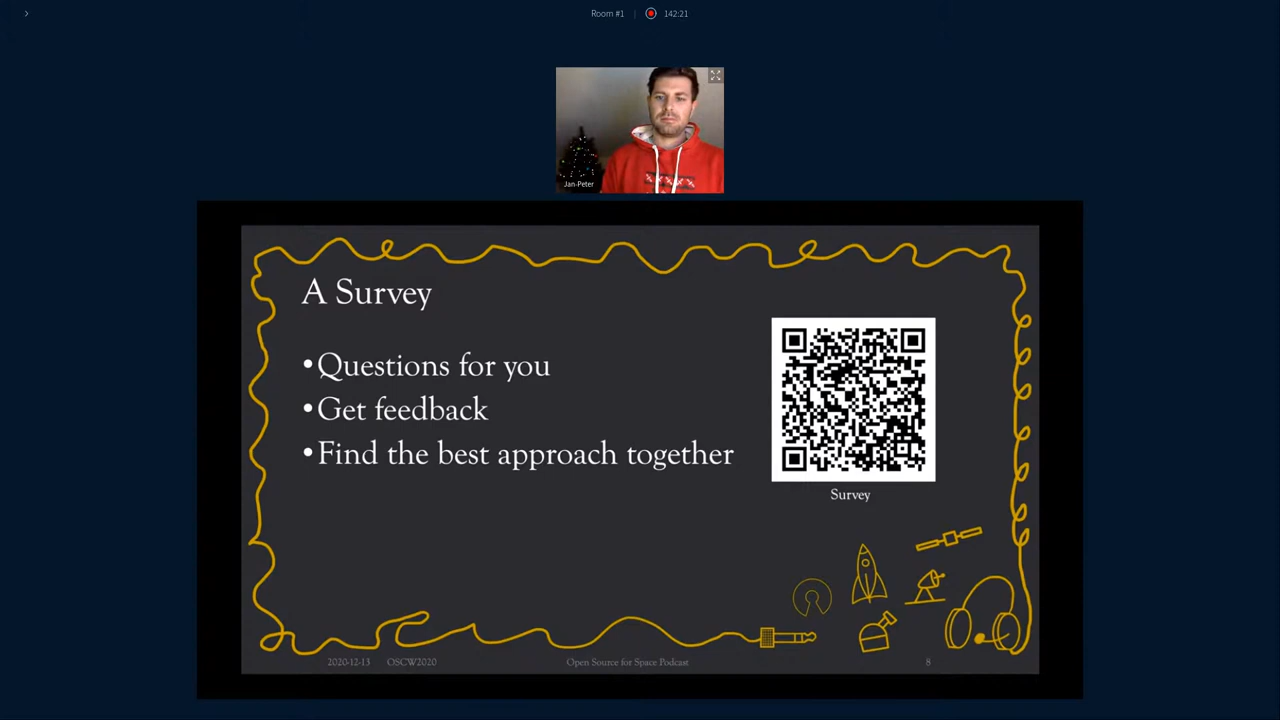 Room #1
142:21
Jan-Peter
A Survey
•Questions for you
•Get feedback
•Find the best approach together
Survey
2020-12-13 OSCW2020 Open Source for Space Podcast 8